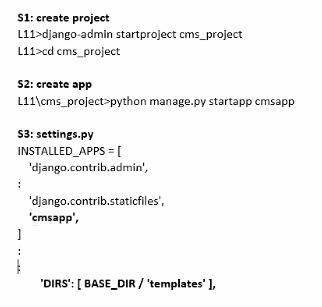 S1: create project
L11>django-admin startproject cms_project
L11>cd cms_project
S2: create app
L11\cms_project>python manage.py startapp cmsapp
S3: settings.py
INSTALLED_APPS = [
'django.contrib.admin',
:
'django.contrib.staticfiles',
'cmsapp',
]
:
:
'DIRS': [ BASE_DIR / 'templates' ],